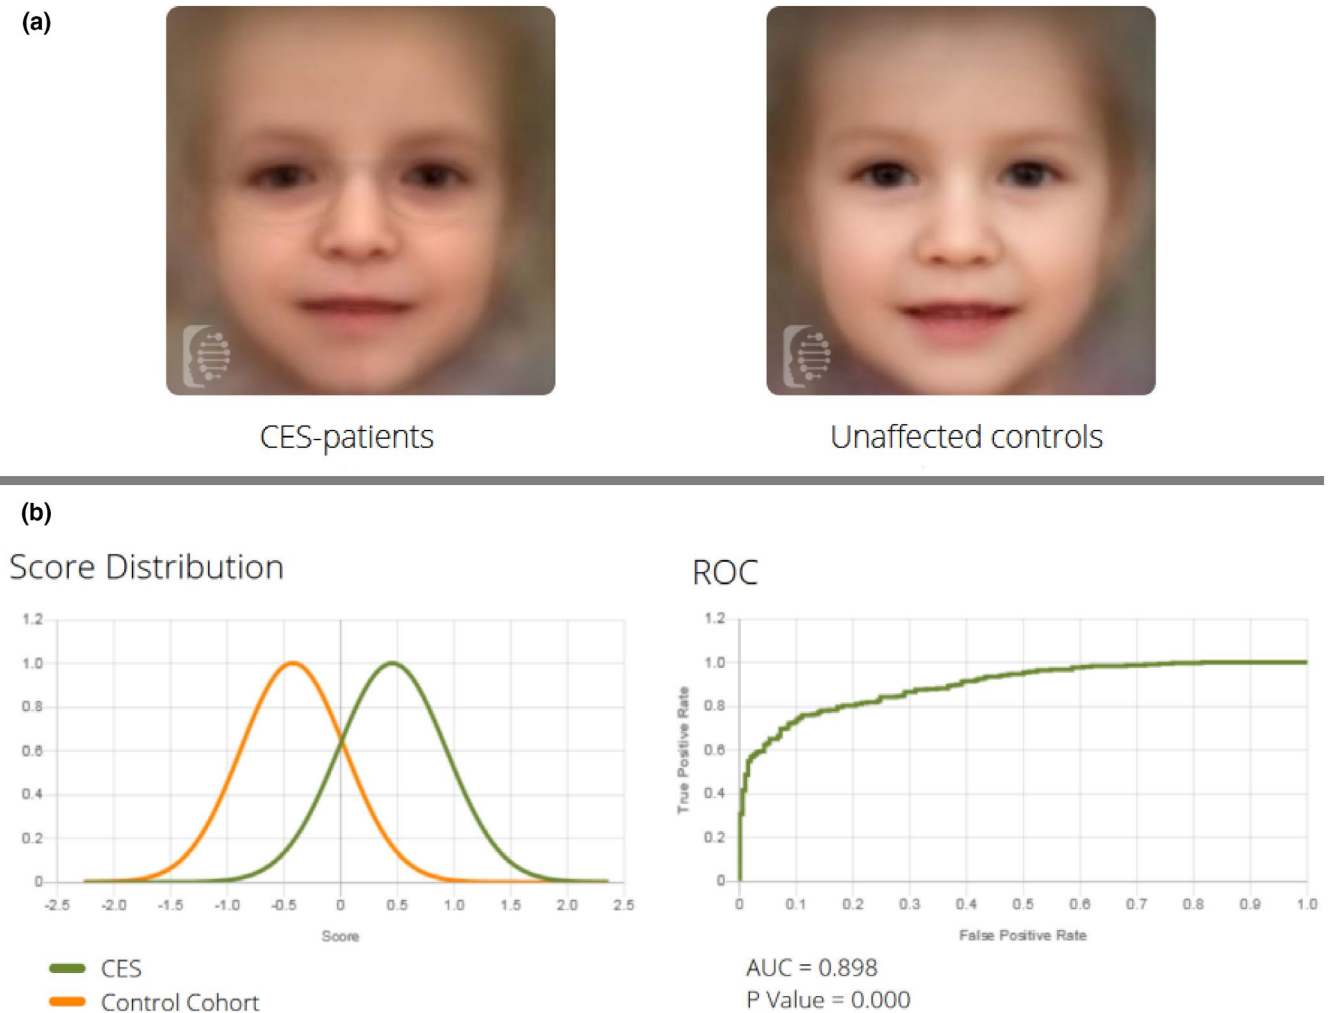 (a)
CES-patients
Unaffected controls
(b)
Score Distribution
1.2
1.0
0.8
0.6
0.4
0.2
0
-2.5 -2.0 -1.5 -1.0 -0.5 0 0.5 1.0 1.5 2.0 2.5
Score
CES
Control Cohort
ROC
True Positive Rate
1.2
1.0
0.8
0.6
0.4
0.2
0
0 0.1 0.2 0.3 0.4 0.5 0.6 0.7 0.8 0.9 1.0
False Positive Rate
AUC = 0.898
P Value = 0.000